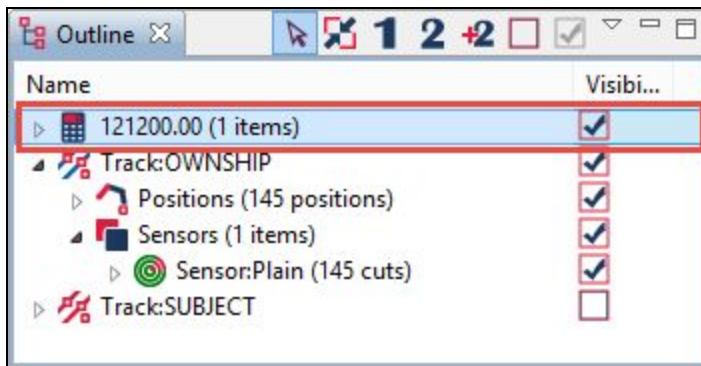 Outline 1 2 +2
Name Visibi...
121200.00 (1 items)
Track:OWNSHIP
Positions (145 positions)
Sensors (1 items)
Sensor:Plain (145 cuts)
Track:SUBJECT